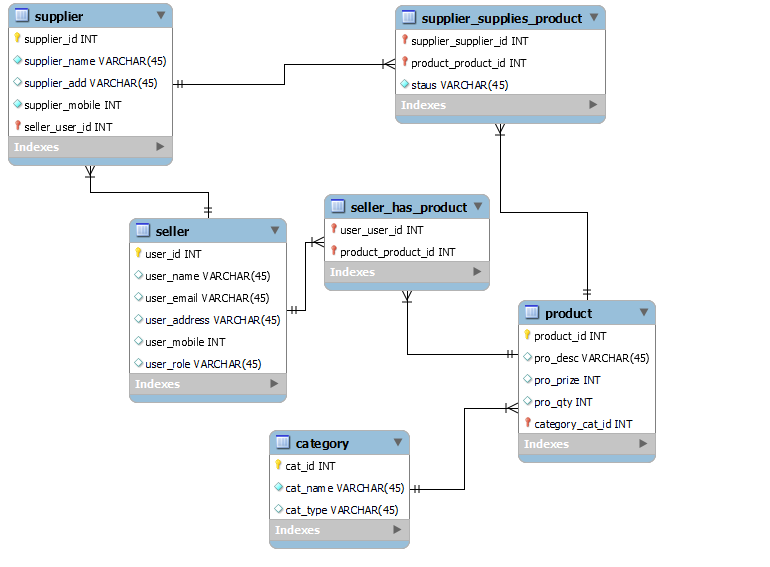 supplier
supplier_id INT
supplier_name VARCHAR(45)
supplier_add VARCHAR(45)
supplier_mobile INT
seller_user_id INT
Indexes
supplier_supplies_product
supplier_supplier_id INT
product_product_id INT
staus VARCHAR(45)
Indexes
seller
user_id INT
user_name VARCHAR(45)
user_email VARCHAR(45)
user_address VARCHAR(45)
user_mobile INT
user_role VARCHAR(45)
Indexes
seller_has_product
user_user_id INT
product_product_id INT
Indexes
product
product_id INT
pro_desc VARCHAR(45)
pro_prize INT
pro_qty INT
category_cat_id INT
Indexes
category
cat_id INT
cat_name VARCHAR(45)
cat_type VARCHAR(45)
Indexes